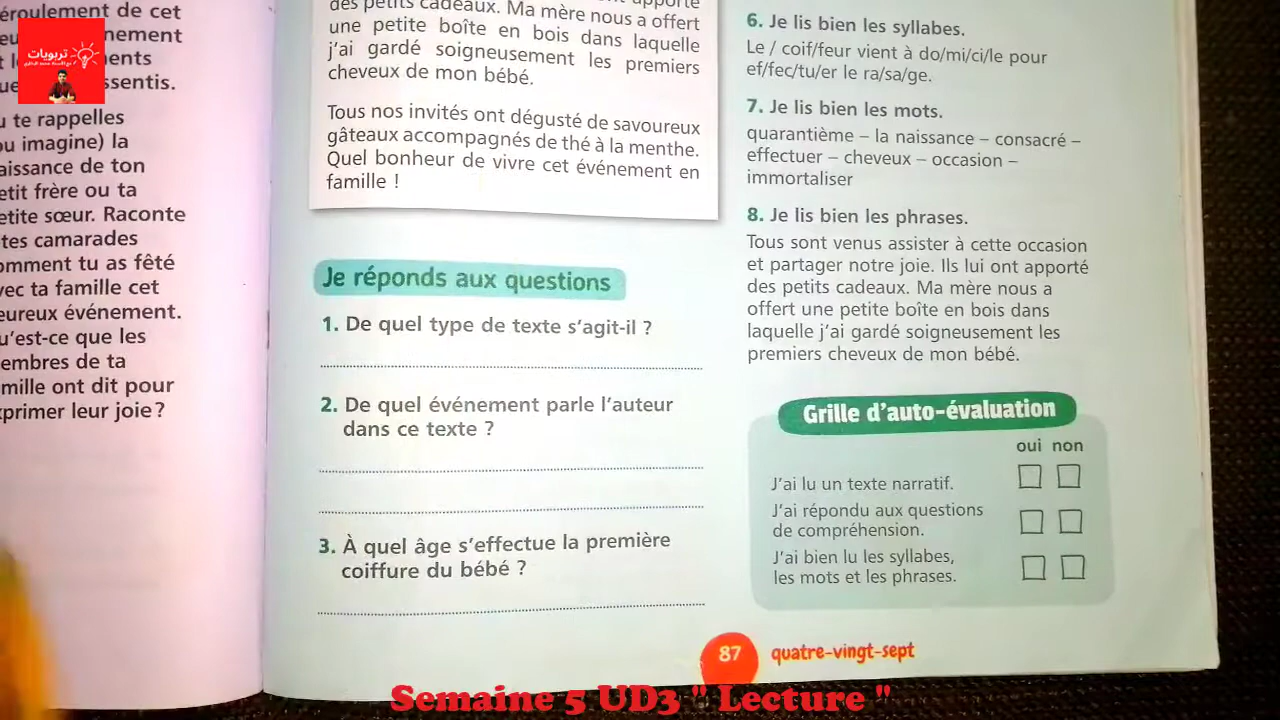 éroulement de cet
nement
ments
ssentis.
u te rappelles
ou imagine) la
aissance de ton
etit frère ou ta
etite sœur. Raconte
tes camarades
omment tu as fêté
vec ta famille cet
eureux événement.
u'est-ce que les
embres de ta
mille ont dit pour
xprimer leur joie ?
تربويات
des petits cadeaux. Ma mère nous a offert
une petite boîte en bois dans laquelle
j'ai gardé soigneusement les premiers
cheveux de mon bébé.
Tous nos invités ont dégusté de savoureux
gâteaux accompagnés de thé à la menthe.
Quel bonheur de vivre cet événement en
famille !
Je réponds aux questions
1. De quel type de texte s'agit-il ?
2. De quel événement parle l'auteur
dans ce texte ?
3. À quel âge s'effectue la première
coiffure du bébé ?
6. Je lis bien les syllabes.
Le / coif/feur vient à do/mi/ci/le pour
ef/fec/tu/er le ra/sa/ge.
7. Je lis bien les mots.
quarantième – la naissance – consacré –
effectuer – cheveux – occasion –
immortaliser
8. Je lis bien les phrases.
Tous sont venus assister à cette occasion
et partager notre joie. Ils lui ont apporté
des petits cadeaux. Ma mère nous a
offert une petite boîte en bois dans
laquelle j'ai gardé soigneusement les
premiers cheveux de mon bébé.
Grille d'auto-évaluation
oui non
J'ai lu un texte narratif.
J'ai répondu aux questions
de compréhension.
J'ai bien lu les syllabes,
les mots et les phrases.
87 quatre-vingt-sept
Semaine 5 UD3 " Lecture "